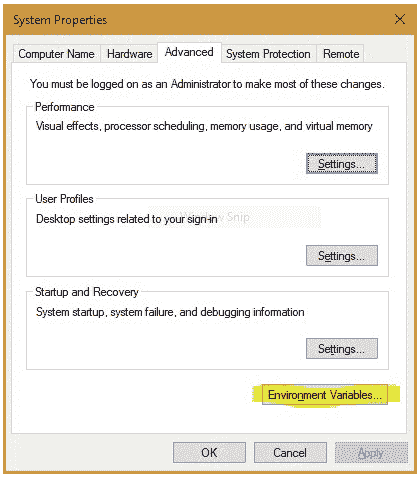 System Properties
Computer Name Hardware Advanced System Protection Remote
You must be logged on as an Administrator to make most of these changes.
Performance
Visual effects, processor scheduling, memory usage, and virtual memory
Settings...
User Profiles
Desktop settings related to your sign-in
Snip
Settings...
Startup and Recovery
System startup, system failure, and debugging information
Settings...
Environment Variables...
OK Cancel Apply